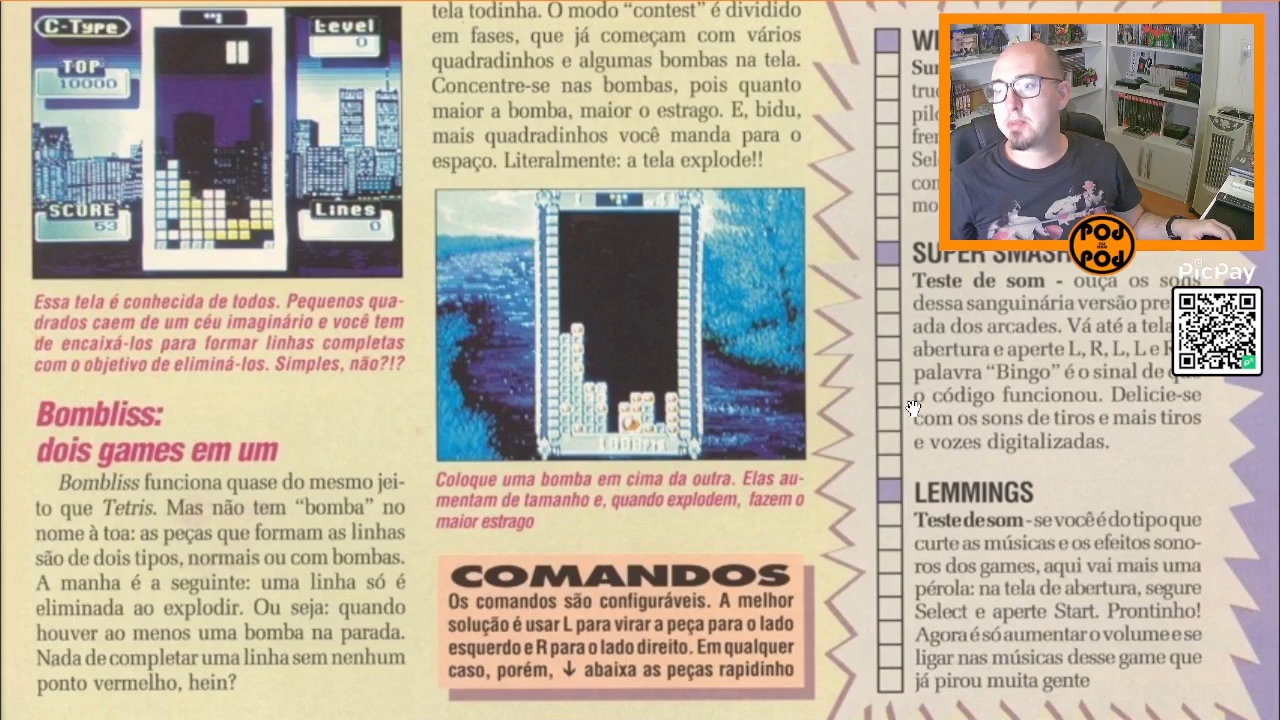 C-Type
TOP
10000
SCORE
53
Level
0
Lines
0
Essa tela é conhecida de todos. Pequenos qua-
drados caem de um céu imaginário e você tem
de encaixá-los para formar linhas completas
com o objetivo de eliminá-los. Simples, não?!?
Bombliss:
dois games em um
Bombliss funciona quase do mesmo jei-
to que Tetris. Mas não tem “bomba” no
nome à toa: as peças que formam as linhas
são de dois tipos, normais ou com bombas.
A manha é a seguinte: uma linha só é
eliminada ao explodir. Ou seja: quando
houver ao menos uma bomba na parada.
Nada de completar uma linha sem nenhum
ponto vermelho, hein?
tela todinha. O modo “contest” é dividido
em fases, que já começam com vários
quadradinhos e algumas bombas na tela.
Concentre-se nas bombas, pois quanto
maior a bomba, maior o estrago. E, bidu,
mais quadradinhos você manda para o
espaço. Literalmente: a tela explode!!
Coloque uma bomba em cima da outra. Elas au-
mentam de tamanho e, quando explodem, fazem o
maior estrago
COMANDOS
Os comandos são configuráveis. A melhor
solução é usar L para virar a peça para o lado
esquerdo e R para o lado direito. Em qualquer
caso, porém, ↓ abaixa as peças rapidinho
SUPER SMASH
Teste de som - ouça os sons
dessa sanguinária versão pre
ada dos arcades. Vá até a tela
abertura e aperte L, R, L, L e R
palavra “Bingo” é o sinal de que
o código funcionou. Delicie-se
com os sons de tiros e mais tiros
e vozes digitalizadas.
LEMMINGS
Teste de som - se você é do tipo que
curte as músicas e os efeitos sono-
ros dos games, aqui vai mais uma
pérola: na tela de abertura, segure
Select e aperte Start. Prontinho!
Agora é só aumentar o volume e se
ligar nas músicas desse game que
já pirou muita gente
POD
POD
PicPay